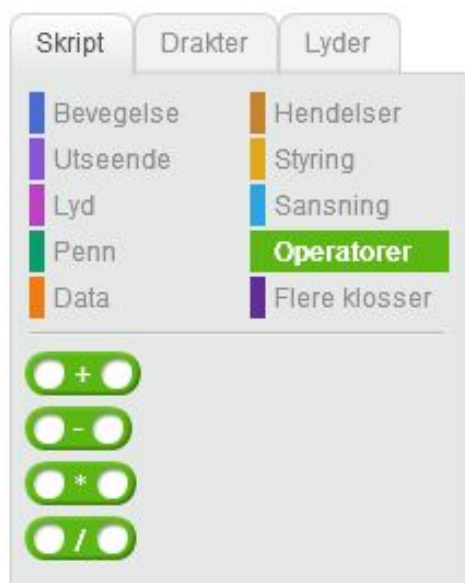 Skript Drakter Lyder
Bevegelse Hendelser
Utseende Styring
Lyd Sansning
Penn Operatorer
Data Flere klosser
+
-
*
/